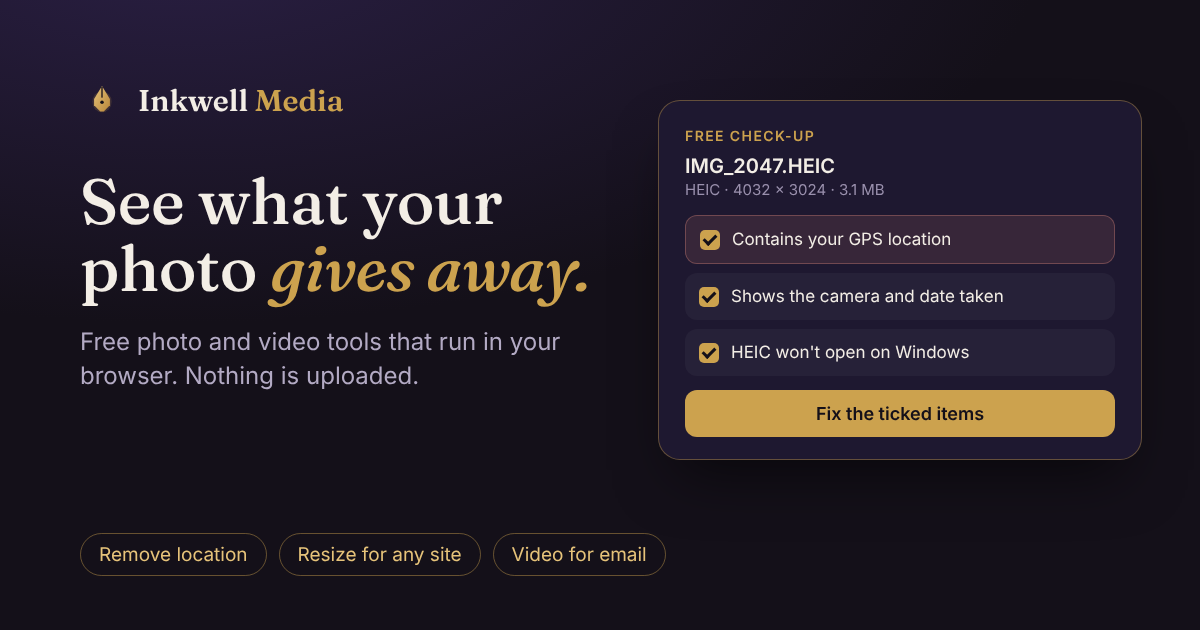 Inkwell Media
See what your
photo gives away.
Free photo and video tools that run in your
browser. Nothing is uploaded.
FREE CHECK-UP
IMG_2047.HEIC
HEIC · 4032 × 3024 · 3.1 MB
Contains your GPS location
Shows the camera and date taken
HEIC won't open on Windows
Fix the ticked items
Remove location
Resize for any site
Video for email